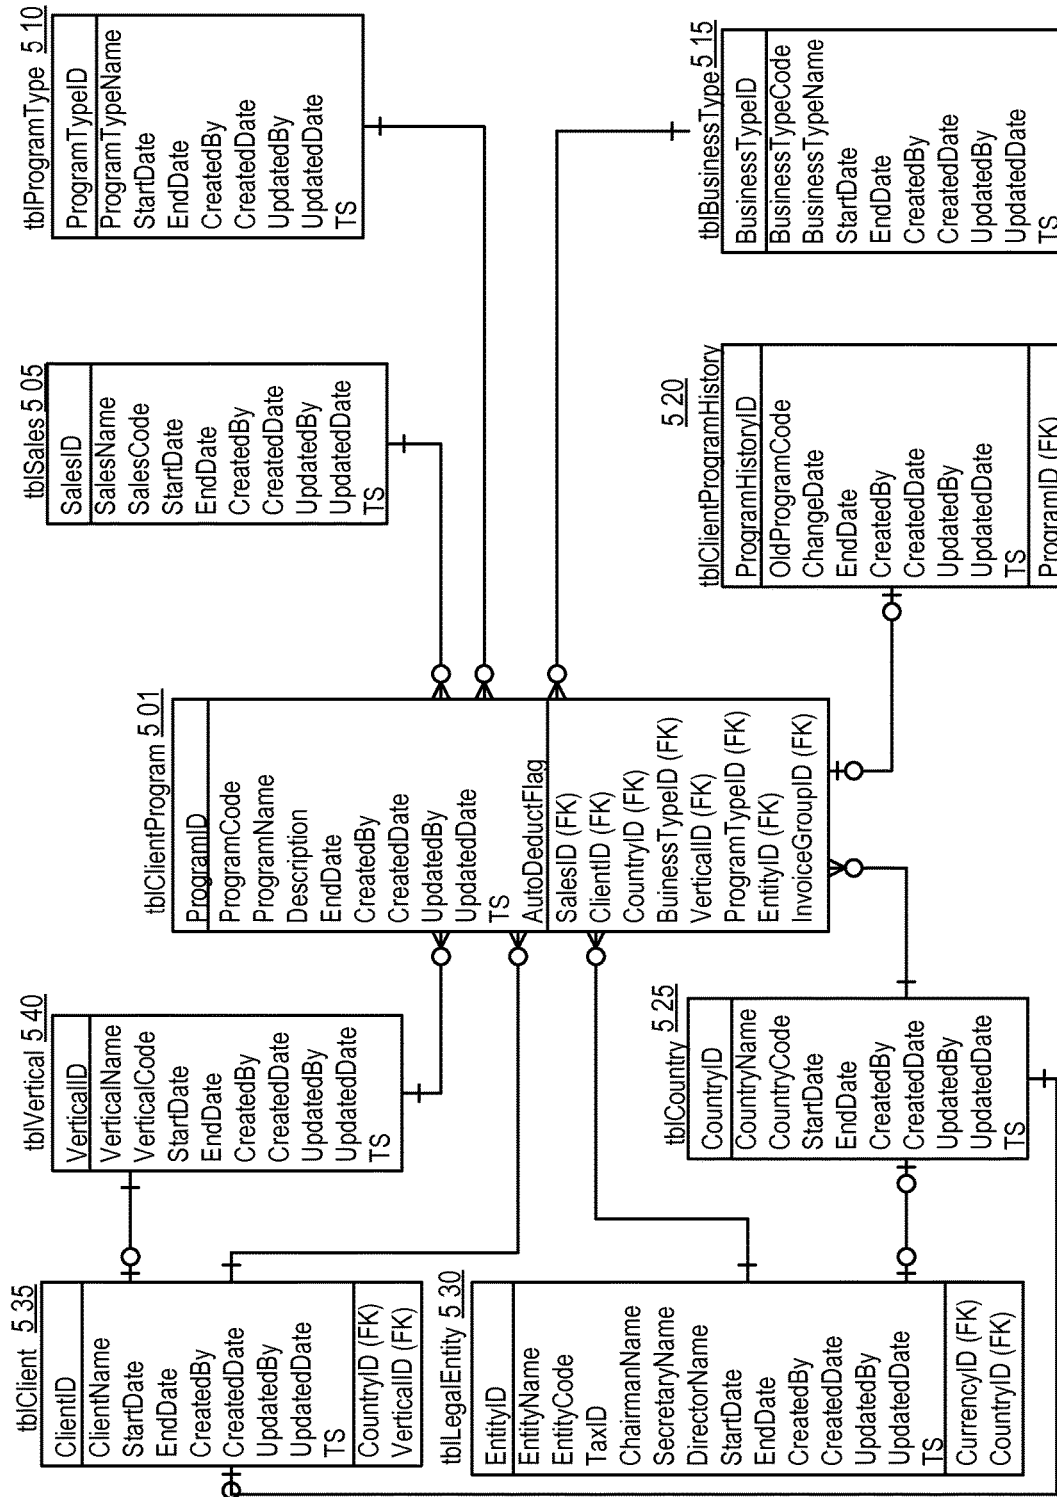 tblClient 5 35
ClientID
ClientName
StartDate
EndDate
CreatedBy
CreatedDate
UpdatedBy
UpdatedDate
TS
CountryID (FK)
VerticalID (FK)
tblVertical 5 40
VerticalID
VerticalName
VerticalCode
StartDate
EndDate
CreatedBy
CreatedDate
UpdatedBy
UpdatedDate
TS
tblSales 5 05
SalesID
SalesName
SalesCode
StartDate
EndDate
CreatedBy
CreatedDate
UpdatedBy
UpdatedDate
TS
tblProgramType 5 10
ProgramTypeID
ProgramTypeName
StartDate
EndDate
CreatedBy
CreatedDate
UpdatedBy
UpdatedDate
TS
tblClientProgram 5 01
ProgramID
ProgramCode
ProgramName
Description
EndDate
CreatedBy
CreatedDate
UpdatedBy
UpdatedDate
TS
AutoDeductFlag
SalesID (FK)
ClientID (FK)
CountryID (FK)
BuinessTypeID (FK)
VerticalID (FK)
ProgramTypeID (FK)
EntityID (FK)
InvoiceGroupID (FK)
tblLegalEntity 5 30
EntityID
EntityName
EntityCode
TaxID
ChairmanName
SecretaryName
DirectorName
StartDate
EndDate
CreatedBy
CreatedDate
UpdatedBy
UpdatedDate
TS
CurrencyID (FK)
CountryID (FK)
tblCountry 5 25
CountryID
CountryName
CountryCode
StartDate
EndDate
CreatedBy
CreatedDate
UpdatedBy
UpdatedDate
TS
tblClientProgramHistory
5 20
ProgramHistoryID
OldProgramCode
ChangeDate
EndDate
CreatedBy
CreatedDate
UpdatedBy
UpdatedDate
TS
ProgramID (FK)
tblBusinessType 5 15
BusinessTypeID
BusinessTypeCode
BusinessTypeName
StartDate
EndDate
CreatedBy
CreatedDate
UpdatedBy
UpdatedDate
TS